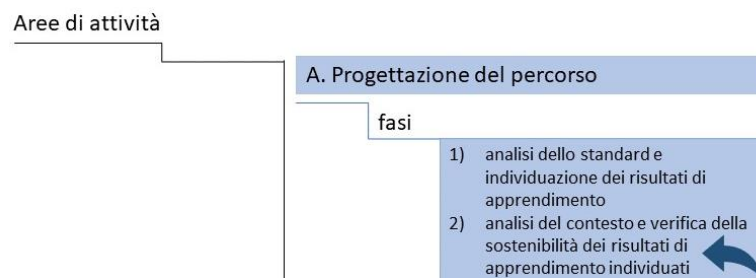 Aree di attività
A. Progettazione del percorso
fasi
1) analisi dello standard e
individuazione dei risultati di
apprendimento
2) analisi del contesto e verifica della
sostenibilità dei risultati di
apprendimento individuati